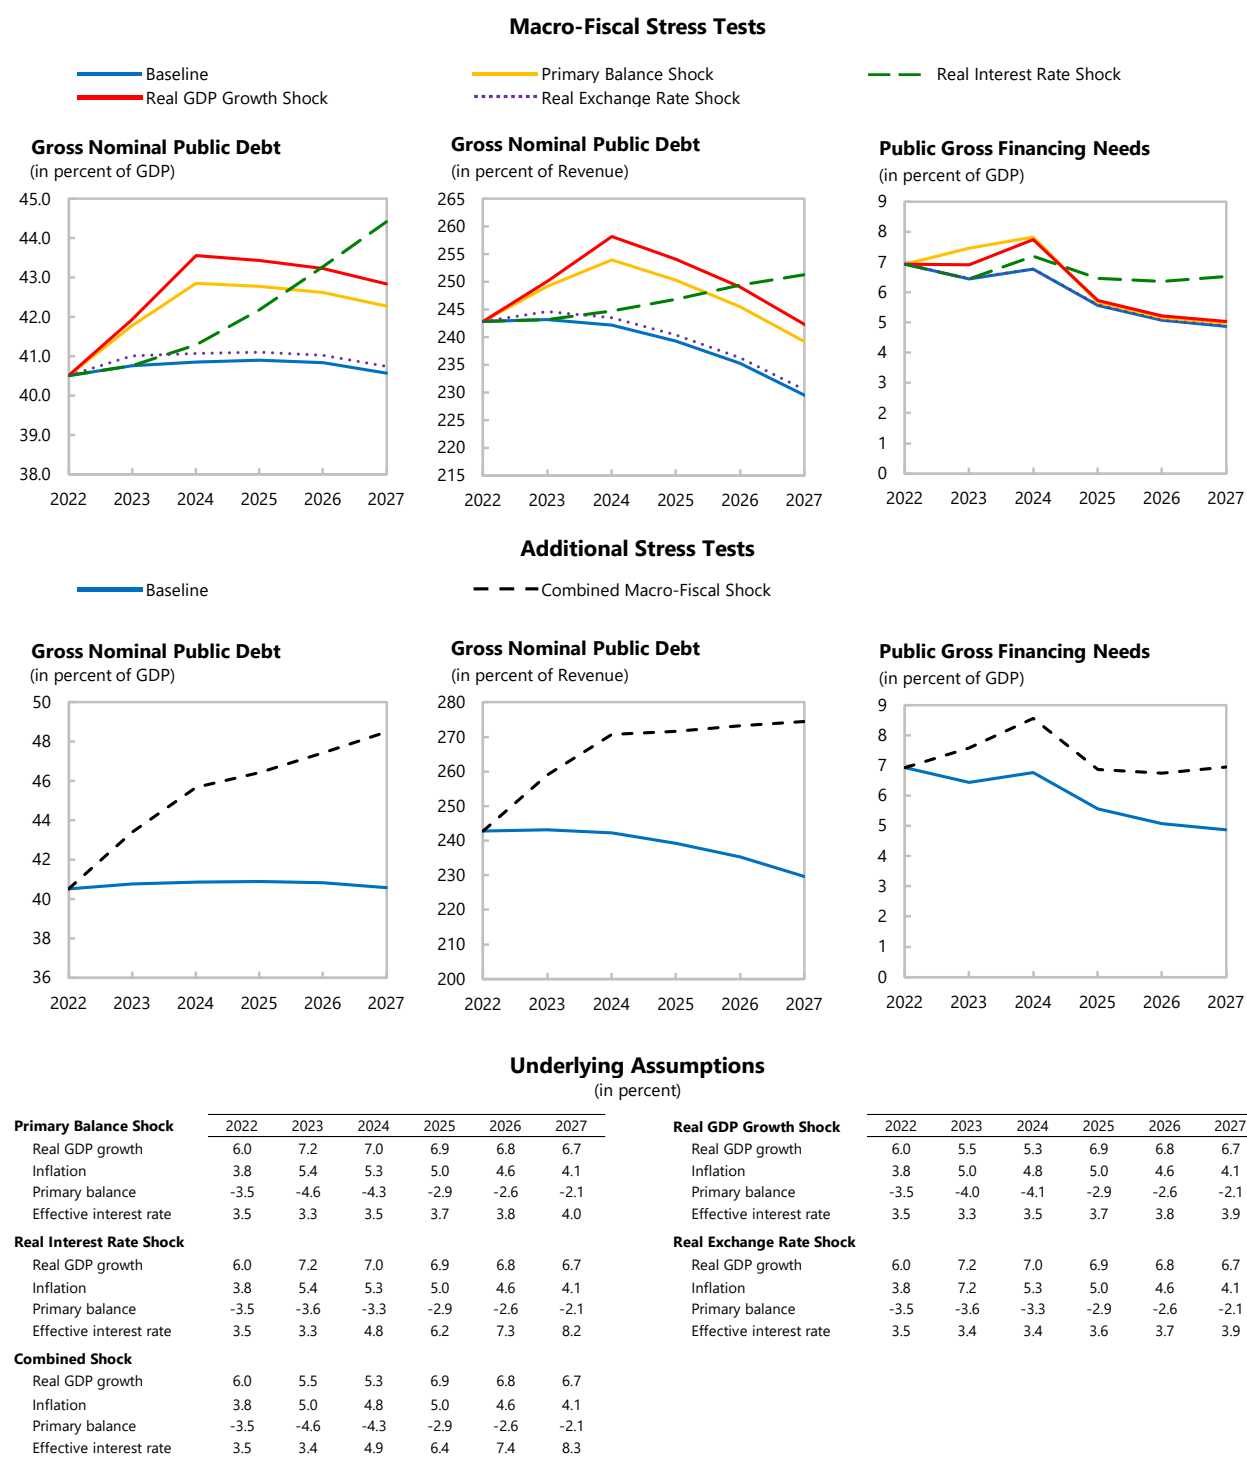 Macro-Fiscal Stress Tests
Baseline
Primary Balance Shock
Real Interest Rate Shock
Real GDP Growth Shock
Real Exchange Rate Shock
Gross Nominal Public Debt
(in percent of GDP)
45.0
44.0
43.0
42.0
41.0
40.0
39.0
38.0
2022 2023 2024 2025 2026 2027
Gross Nominal Public Debt
(in percent of Revenue)
265
260
255
250
245
240
235
230
225
220
215
2022 2023 2024 2025 2026 2027
Public Gross Financing Needs
(in percent of GDP)
9
8
7
6
5
4
3
2
1
0
2022 2023 2024 2025 2026 2027
Additional Stress Tests
Baseline
Combined Macro-Fiscal Shock
Gross Nominal Public Debt
(in percent of GDP)
50
48
46
44
42
40
38
36
2022 2023 2024 2025 2026 2027
Gross Nominal Public Debt
(in percent of Revenue)
280
270
260
250
240
230
220
210
200
2022 2023 2024 2025 2026 2027
Public Gross Financing Needs
(in percent of GDP)
9
8
7
6
5
4
3
2
1
0
2022 2023 2024 2025 2026 2027
Underlying Assumptions
(in percent)
Primary Balance Shock 2022 2023 2024 2025 2026 2027
Real GDP growth 6.0 7.2 7.0 6.9 6.8 6.7
Inflation 3.8 5.4 5.3 5.0 4.6 4.1
Primary balance -3.5 -4.6 -4.3 -2.9 -2.6 -2.1
Effective interest rate 3.5 3.3 3.5 3.7 3.8 4.0
Real Interest Rate Shock
Real GDP growth 6.0 7.2 7.0 6.9 6.8 6.7
Inflation 3.8 5.4 5.3 5.0 4.6 4.1
Primary balance -3.5 -3.6 -3.3 -2.9 -2.6 -2.1
Effective interest rate 3.5 3.3 4.8 6.2 7.3 8.2
Combined Shock
Real GDP growth 6.0 5.5 5.3 6.9 6.8 6.7
Inflation 3.8 5.0 4.8 5.0 4.6 4.1
Primary balance -3.5 -4.6 -4.3 -2.9 -2.6 -2.1
Effective interest rate 3.5 3.4 4.9 6.4 7.4 8.3
Real GDP Growth Shock 2022 2023 2024 2025 2026 2027
Real GDP growth 6.0 5.5 5.3 6.9 6.8 6.7
Inflation 3.8 5.0 4.8 5.0 4.6 4.1
Primary balance -3.5 -4.0 -4.1 -2.9 -2.6 -2.1
Effective interest rate 3.5 3.3 3.5 3.7 3.8 3.9
Real Exchange Rate Shock
Real GDP growth 6.0 7.2 7.0 6.9 6.8 6.7
Inflation 3.8 7.2 5.3 5.0 4.6 4.1
Primary balance -3.5 -3.6 -3.3 -2.9 -2.6 -2.1
Effective interest rate 3.5 3.4 3.4 3.6 3.7 3.9